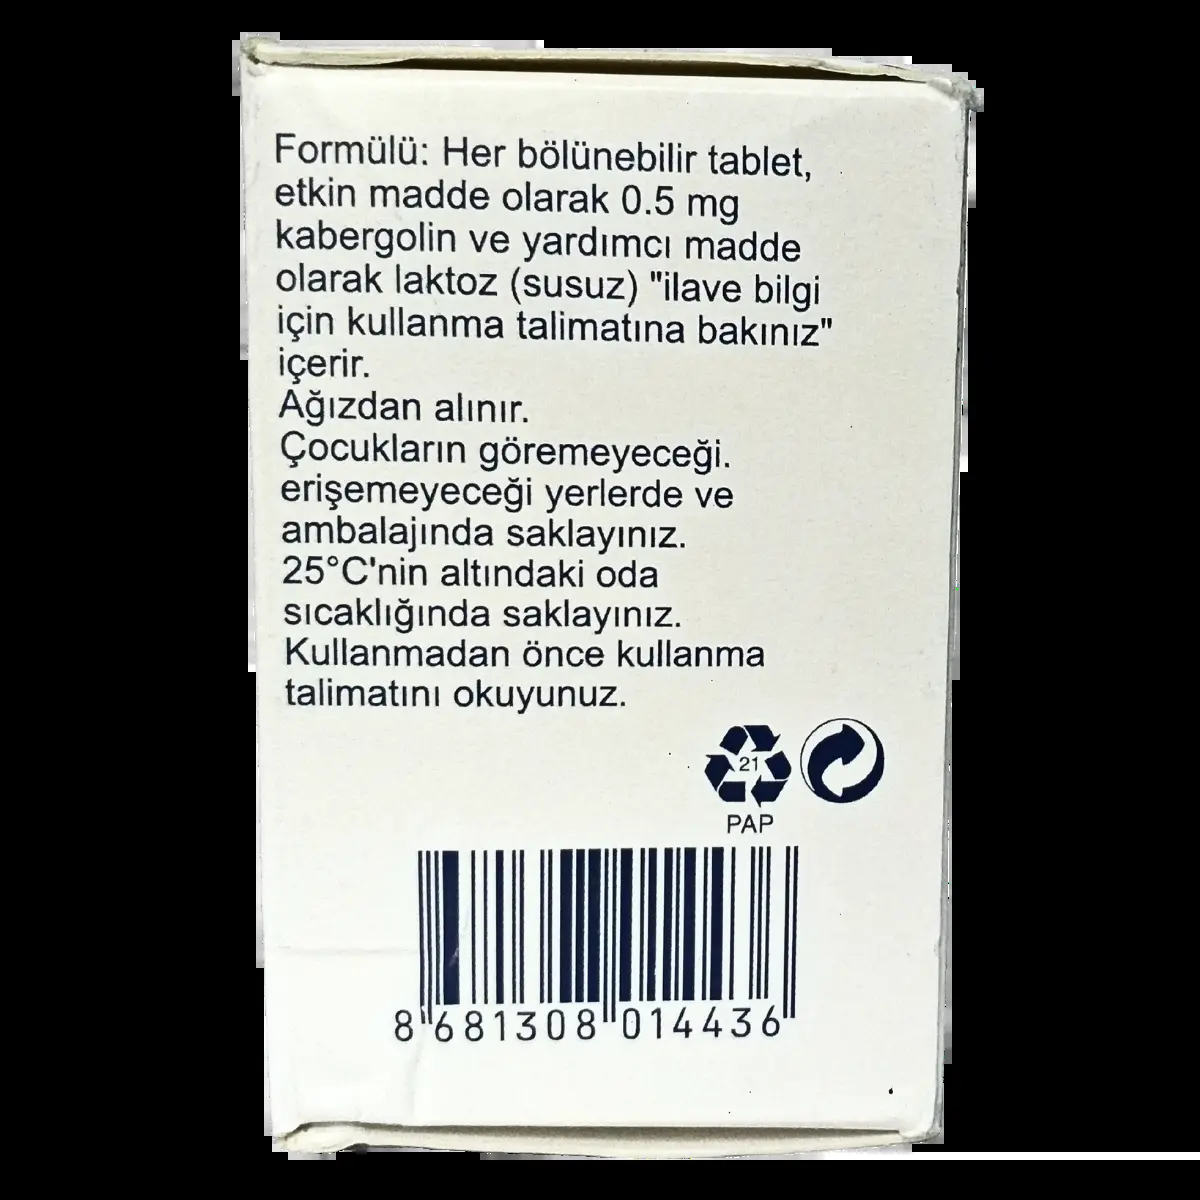 Formülü: Her bölünebilir tablet,
etkin madde olarak 0.5 mg
kabergolin ve yardımcı madde
olarak laktoz (susuz) "ilave bilgi
için kullanma talimatına bakınız"
içerir.
Ağızdan alınır.
Çocukların göremeyeceği.
erişemeyeceği yerlerde ve
ambalajında saklayınız.
25°C'nin altındaki oda
sıcaklığında saklayınız.
Kullanmadan önce kullanma
talimatını okuyunuz.
21
PAP
8 681308 014436